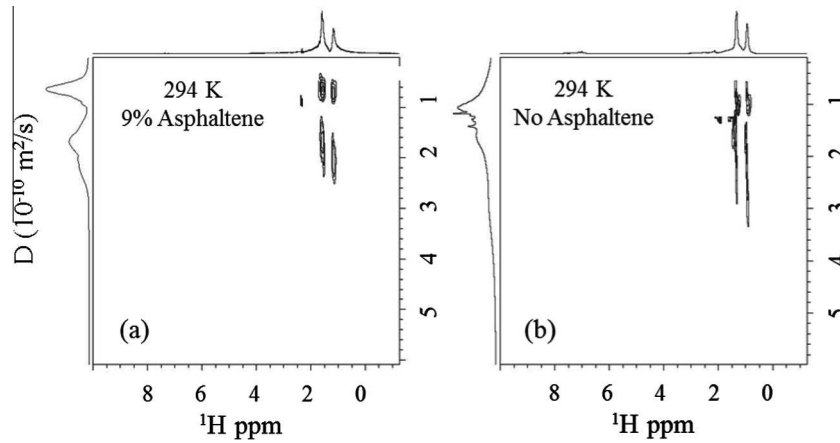 D (10⁻¹⁰ m²/s)
294 K
9% Asphaltene
(a)
1
2
3
4
5
8 6 4 2 0
¹H ppm
294 K
No Asphaltene
(b)
1
2
3
4
5
8 6 4 2 0
¹H ppm